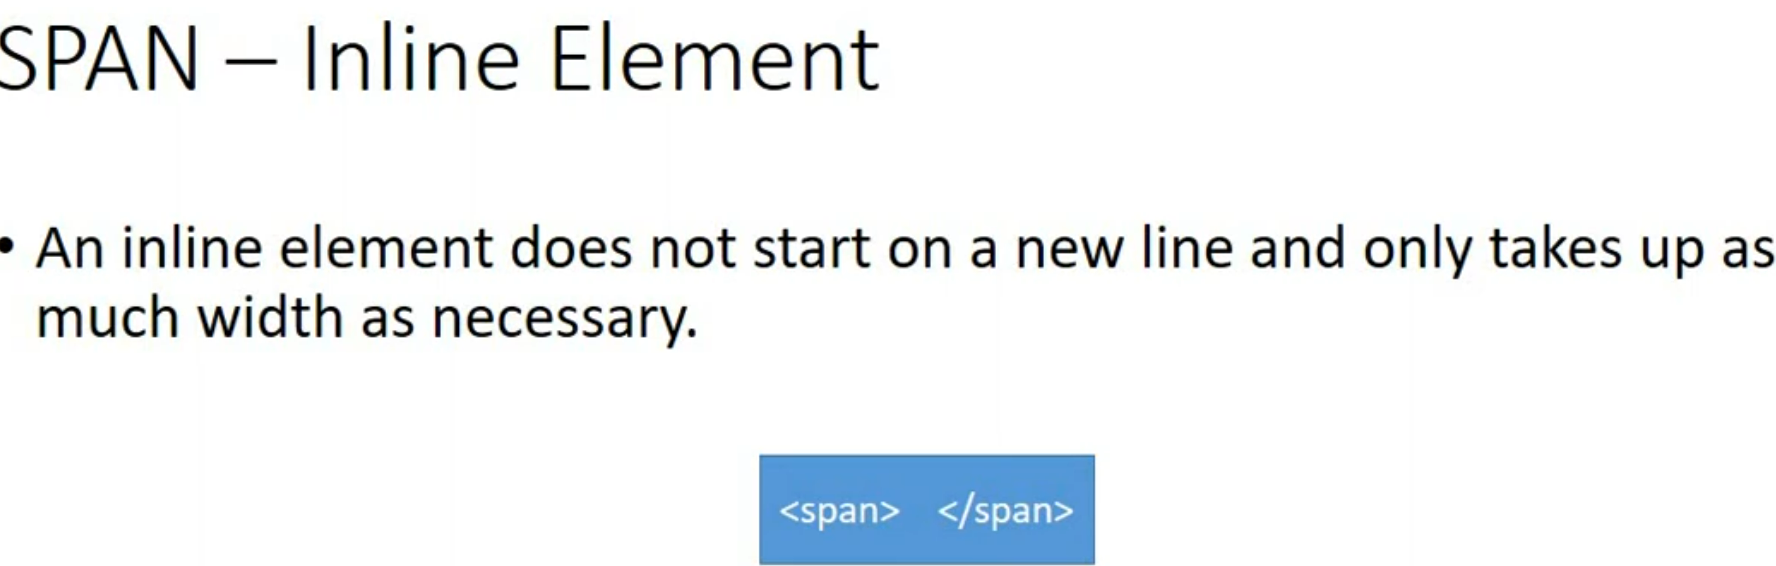 SPAN – Inline Element
• An inline element does not start on a new line and only takes up as
much width as necessary.
<span> </span>